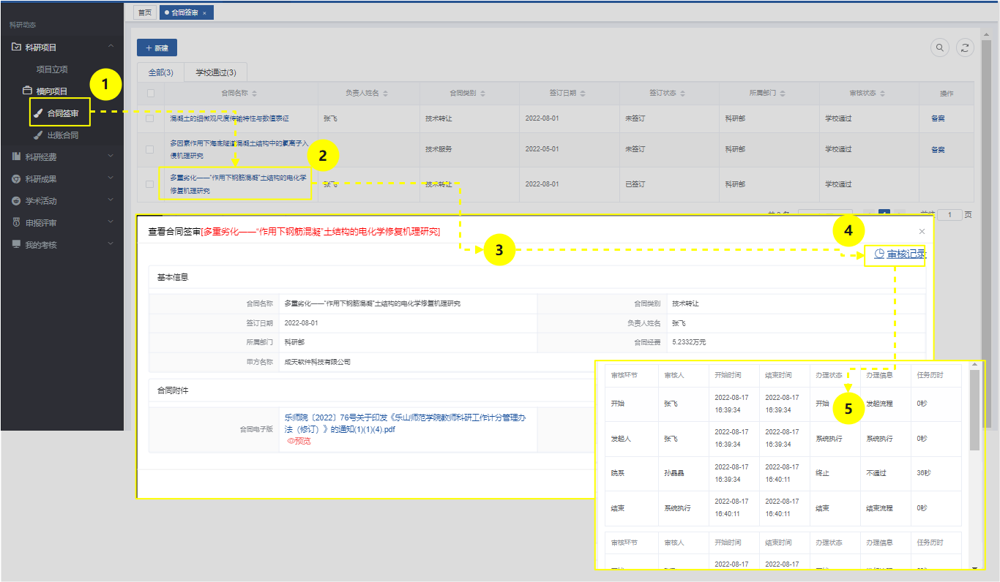 科研动态
科研项目
项目立项
横向项目
合同签审
出账合同
科研经费
科研成果
学术活动
申报评审
我的考核
1
首页
合同签审 ×
+ 新建
全部(3) 学校通过(3)
合同名称 负责人姓名 合同类别 签订日期 签订状态 所属部门 审核状态 操作
混凝土的细微观尺度传输特性与数值表征 张飞 技术转让 2022-08-01 未签订 科研部 学校通过 备案
多因素作用下海底隧道混凝土结构中的氯离子入
侵机理研究 技术服务 2022-05-01 未签订 科研部 学校通过 备案
2
多重劣化——“作用下钢筋混凝”土结构的电化学
修复机理研究 张飞 技术转让 2022-08-01 已签订 科研部 学校通过
前往 1 页
查看合同签审[多重劣化——“作用下钢筋混凝”土结构的电化学修复机理研究] ×
3
4
审核记录
基本信息
合同名称 多重劣化——“作用下钢筋混凝”土结构的电化学修复机理研究 合同类别 技术转让
签订日期 2022-08-01 负责人姓名 张飞
所属部门 科研部 合同经费 5.2332万元
甲方名称 成天软件科技有限公司
合同附件
合同电子版 乐师院〔2022〕76号关于印发《乐山师范学院教师科研工作计分管理办
法（修订）》的通知(1)(1)(4).pdf
预览
5
审核环节 审核人 开始时间 结束时间 办理状态 办理信息 任务历时
开始 张飞 2022-08-17 16:39:34 2022-08-17 16:39:34 开始 发起流程 0秒
发起人 张飞 2022-08-17 16:39:34 2022-08-17 16:39:34 系统执行 系统执行 0秒
院系 孙晶晶 2022-08-17 16:39:34 2022-08-17 16:40:11 终止 不通过 36秒
结束 系统执行 2022-08-17 16:40:11 2022-08-17 16:40:11 结束 结束流程 0秒
审核环节 审核人 开始时间 结束时间 办理状态 办理信息 任务历时
2022-08-17 2022-08-17